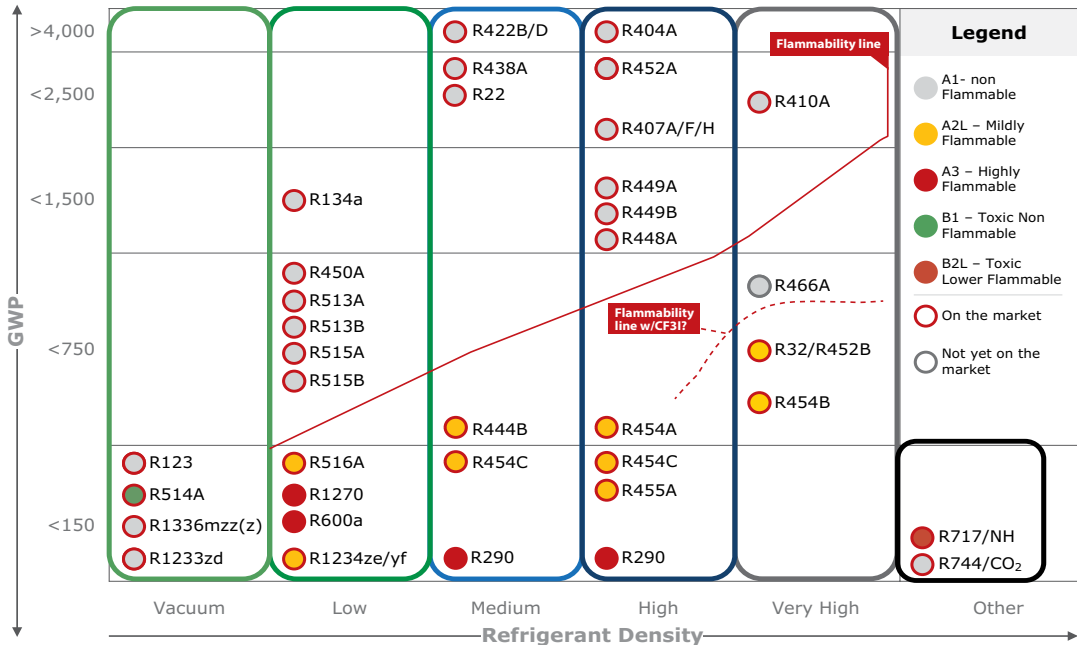 >4,000
<2,500
<1,500
<750
<150
GWP
R123
R514A
R1336mzz(z)
R1233zd
R134a
R450A
R513A
R513B
R515A
R515B
R516A
R1270
R600a
R1234ze/yf
R422B/D
R438A
R22
R444B
R454C
R290
R404A
R452A
R407A/F/H
R449A
R449B
R448A
Flammability
line w/CF3I?
R454A
R454C
R455A
R290
Flammability line
R410A
R466A
R32/R452B
R454B
Legend
A1- non
Flammable
A2L – Mildly
Flammable
A3 – Highly
Flammable
B1 – Toxic Non
Flammable
B2L – Toxic
Lower Flammable
On the market
Not yet on the
market
R717/NH
R744/CO₂
Vacuum
Low
Medium
High
Very High
Other
Refrigerant Density